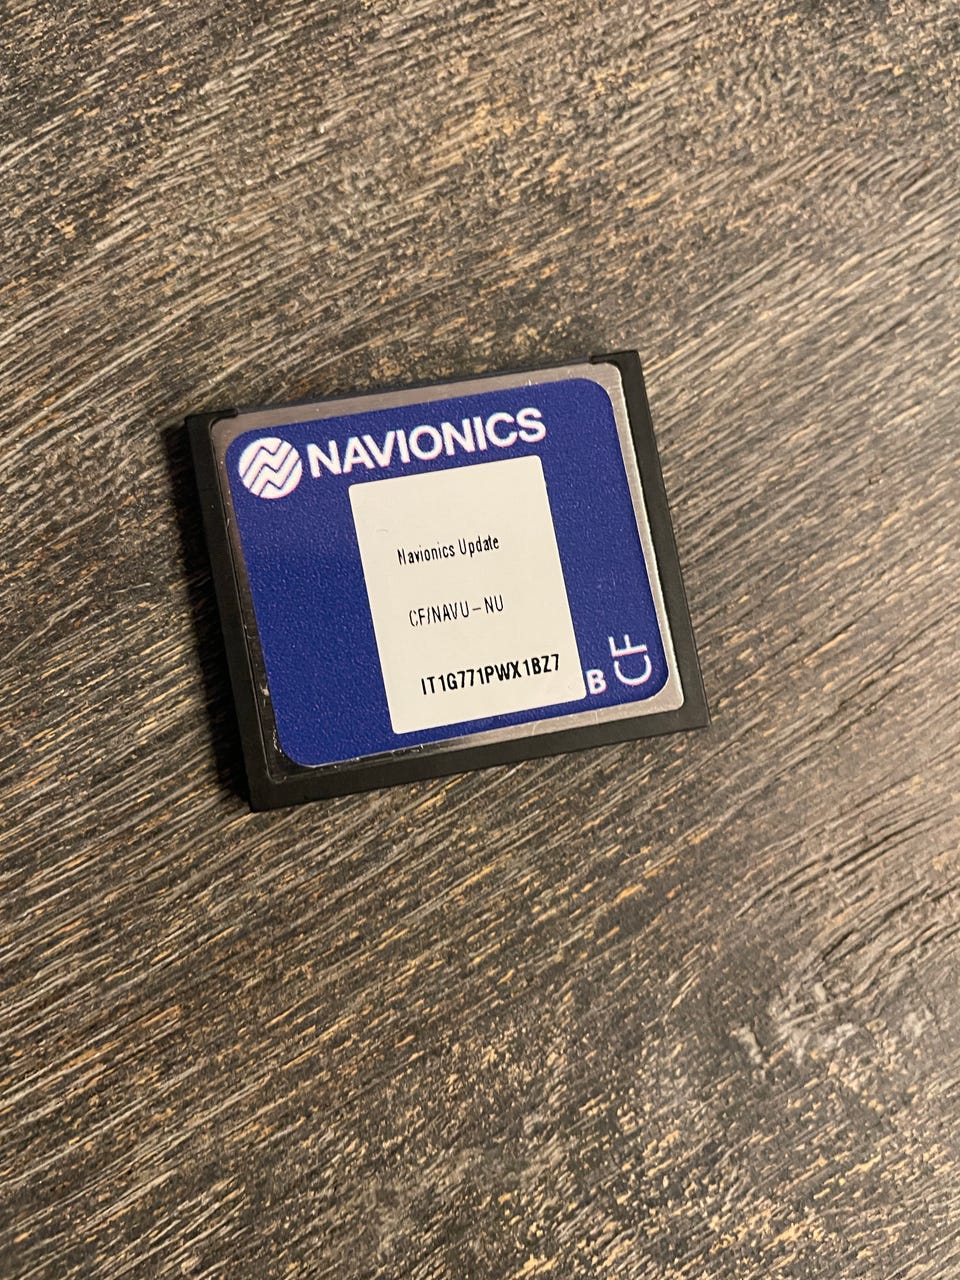 NAVIONICS
Navionics Update
CF/NAVU-NU
IT1G771PWX1BZ7
B
CF